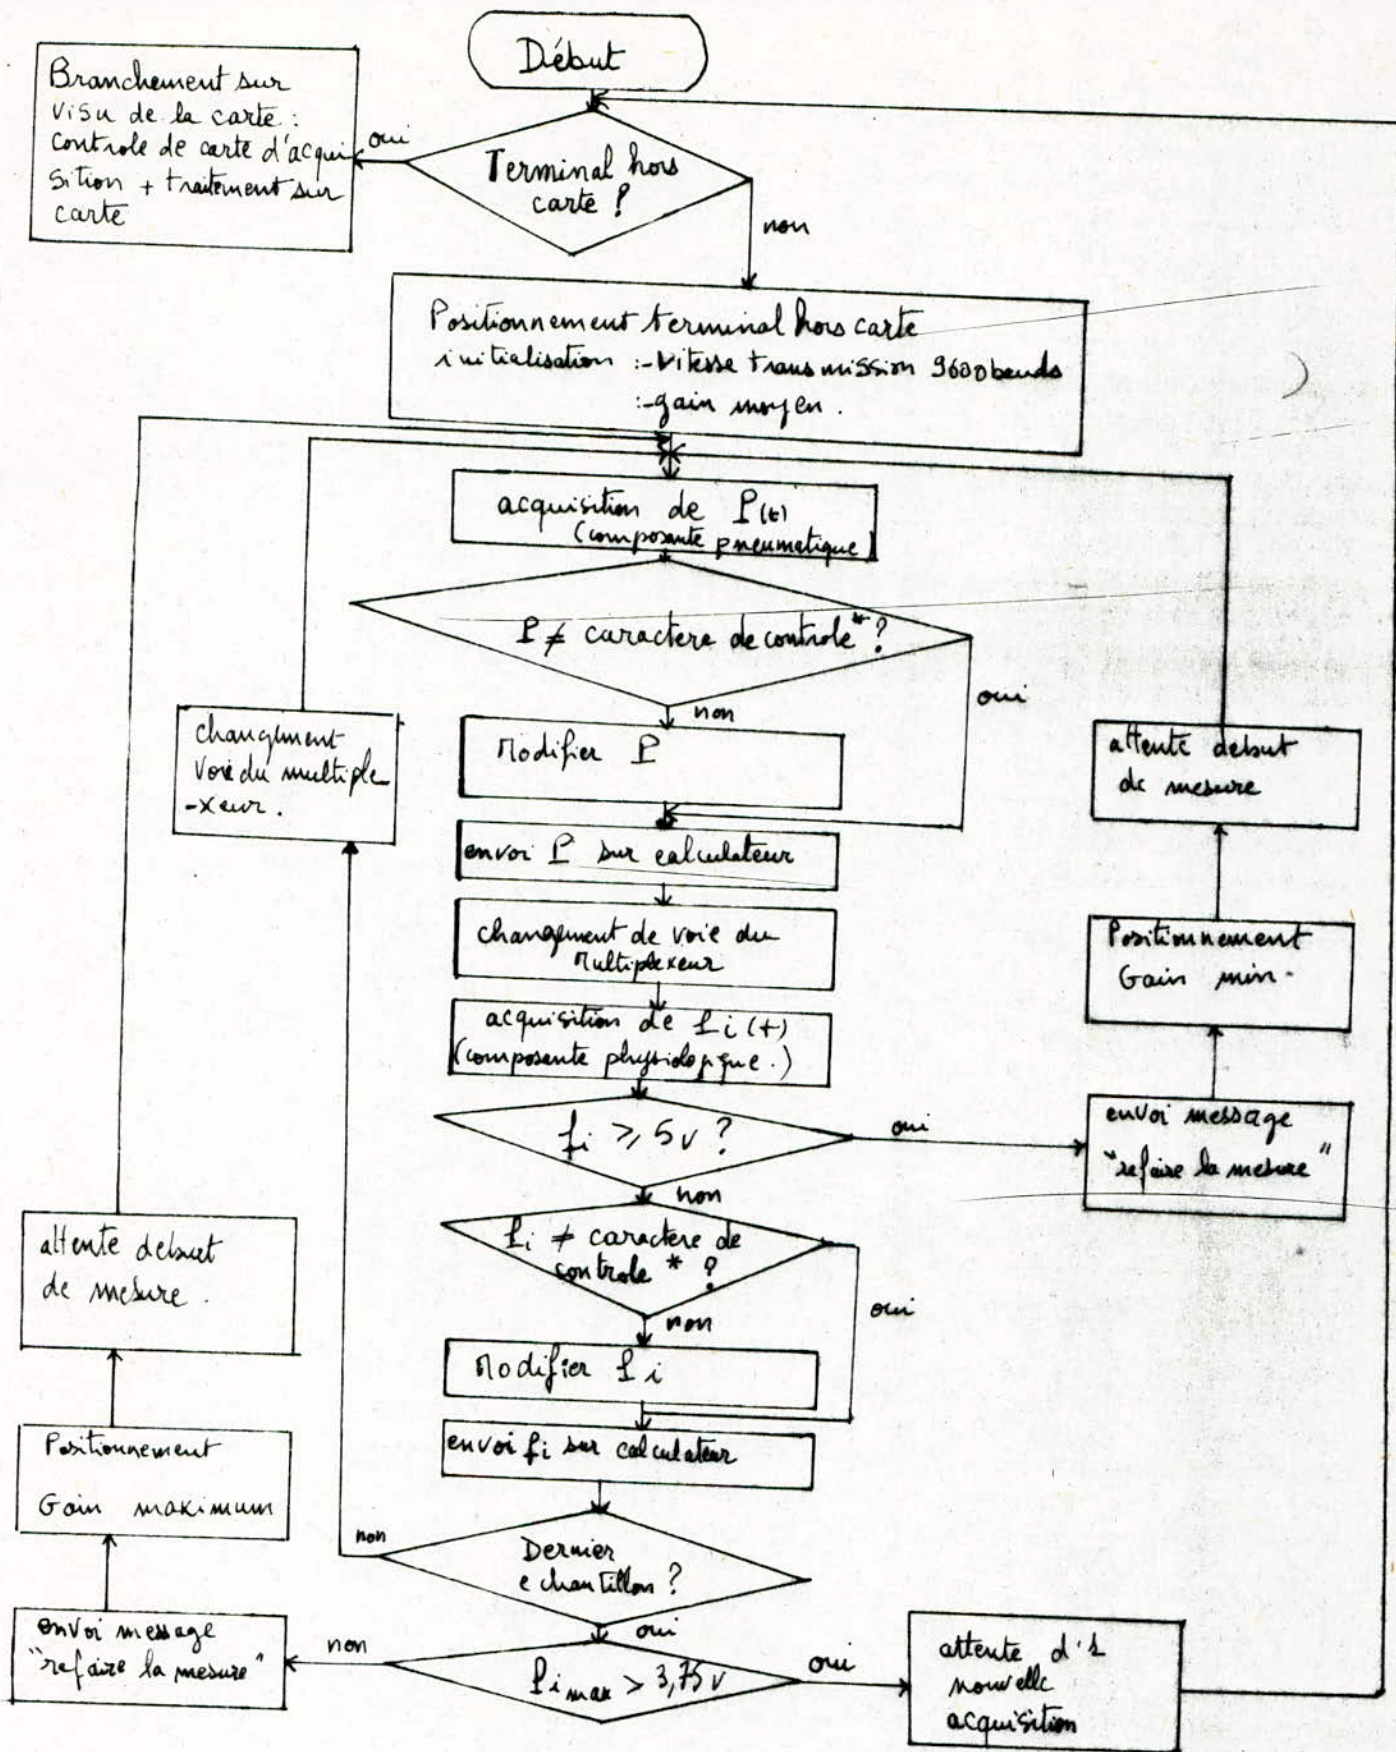 Début
Branchement sur
visu de la carte :
Controle de carte d'acqui
sition + traitement sur
carte
oui
Terminal hors
carte ?
non
Positionnement terminal hors carte
initialisation :- Vitesse transmission 9600 bauds
:- gain moyen .
acquisition de P(t)
(composante pneumatique)
P ≠ caractere de controle * ?
oui
non
Modifier P
changement
Voie du multiple
-xeur .
attente debut
de mesure
envoi P sur calculateur
changement de voie du
Multiplexeur
Positionnement
Gain min .
acquisition de fi (t)
(composante physiologique .)
fi ⩾ 5 v ?
oui
envoi message
"refaire la mesure"
non
fi ≠ caractere de
controle * ?
oui
non
attente debut
de mesure .
Modifier fi
envoi fi sur calculateur
Positionnement
Gain maximum
non
Dernier
echantillon ?
oui
envoi message
"refaire la mesure"
non
fi max > 3,75 v
oui
attente d'1
nouvelle
acquisition